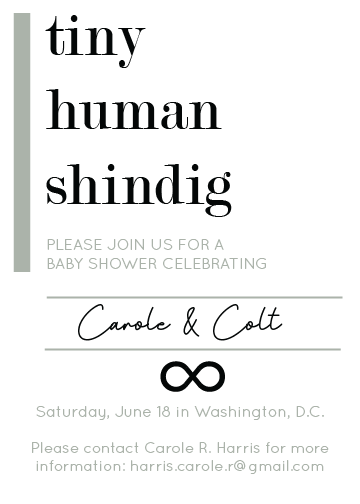 tiny
human
shindig
PLEASE JOIN US FOR A
BABY SHOWER CELEBRATING
Carole & Colt
Saturday, June 18 in Washington, D.C.
Please contact Carole R. Harris for more
information: harris.carole.r@gmail.com